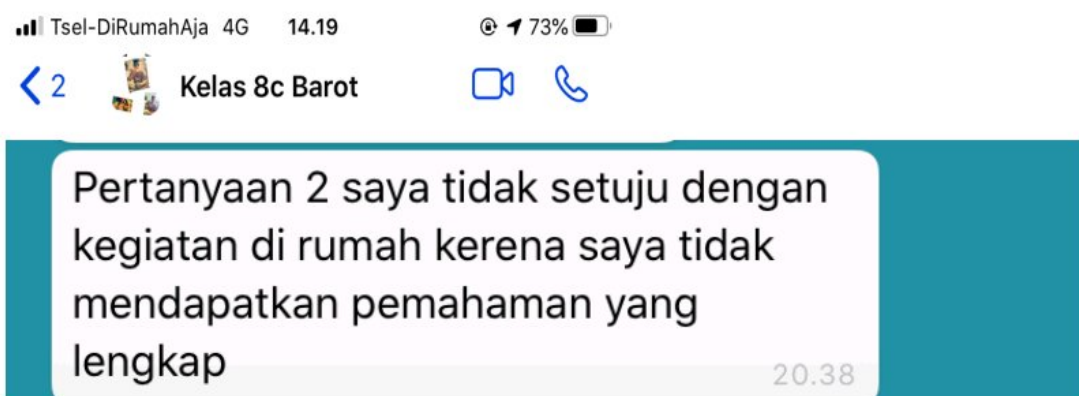 Tsel-DiRumahAja 4G 14.19 73%
2 Kelas 8c Barot
Pertanyaan 2 saya tidak setuju dengan
kegiatan di rumah kerena saya tidak
mendapatkan pemahaman yang
lengkap
20.38